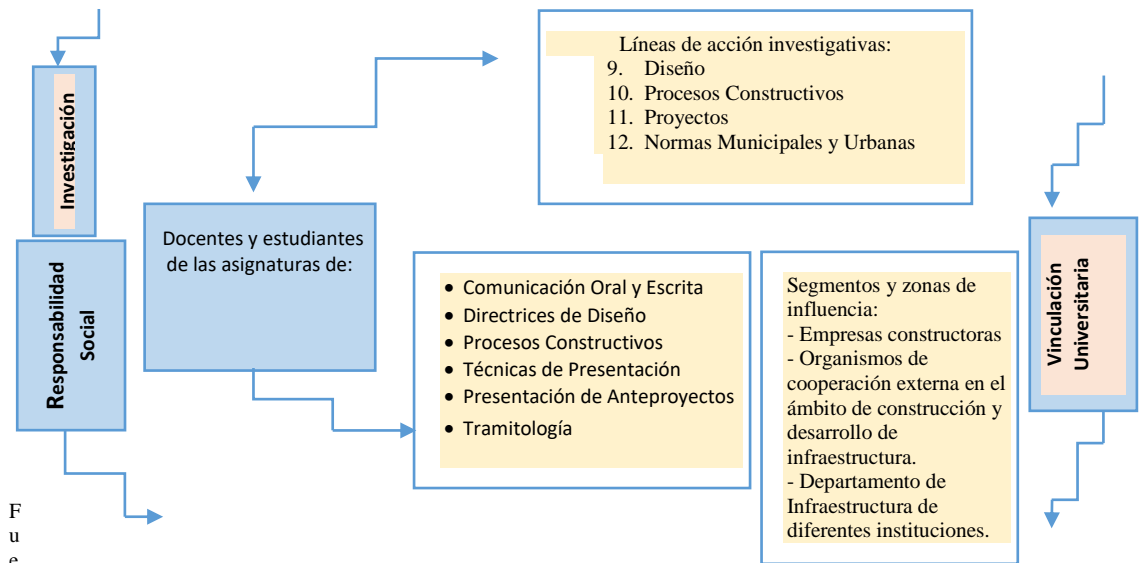 Líneas de acción investigativas:
9. Diseño
10. Procesos Constructivos
11. Proyectos
12. Normas Municipales y Urbanas
Investigación
Responsabilidad
Social
Docentes y estudiantes
de las asignaturas de:
• Comunicación Oral y Escrita
• Directrices de Diseño
• Procesos Constructivos
• Técnicas de Presentación
• Presentación de Anteproyectos
• Tramitología
Segmentos y zonas de
influencia:
- Empresas constructoras
- Organismos de
cooperación externa en el
ámbito de construcción y
desarrollo de
infraestructura.
- Departamento de
Infraestructura de
diferentes instituciones.
Vinculación
Universitaria
F
u
e